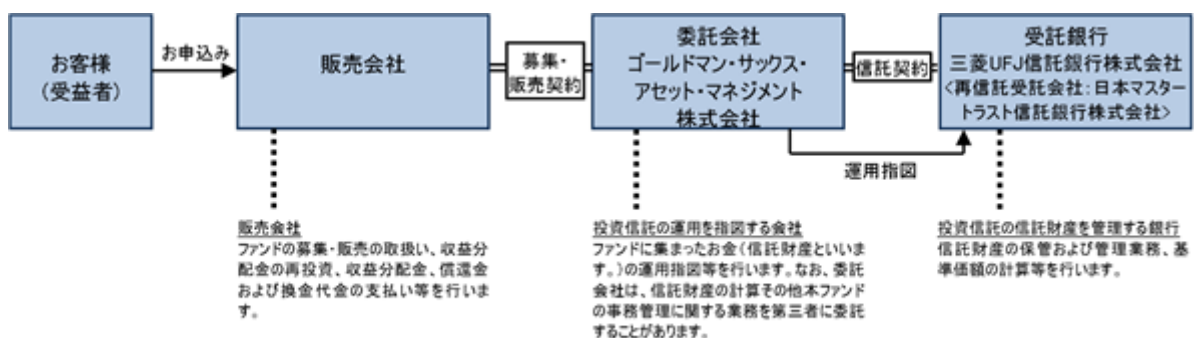 お客様
(受益者)
お申込み
販売会社
募集・
販売契約
委託会社
ゴールドマン・サックス・
アセット・マネジメント
株式会社
信託契約
受託銀行
三菱UFJ信託銀行株式会社
<再信託受託会社:日本マスター
トラスト信託銀行株式会社>
運用指図
販売会社
ファンドの募集・販売の取扱い、収益分
配金の再投資、収益分配金、償還金
および換金代金の支払い等を行いま
す。
投資信託の運用を指図する会社
ファンドに集まったお金(信託財産といいま
す。)の運用指図等を行います。なお、委託
会社は、信託財産の計算その他本ファンド
の事務管理に関する業務を第三者に委託
することがあります。
投資信託の信託財産を管理する銀行
信託財産の保管および管理業務、基
準価額の計算等を行います。